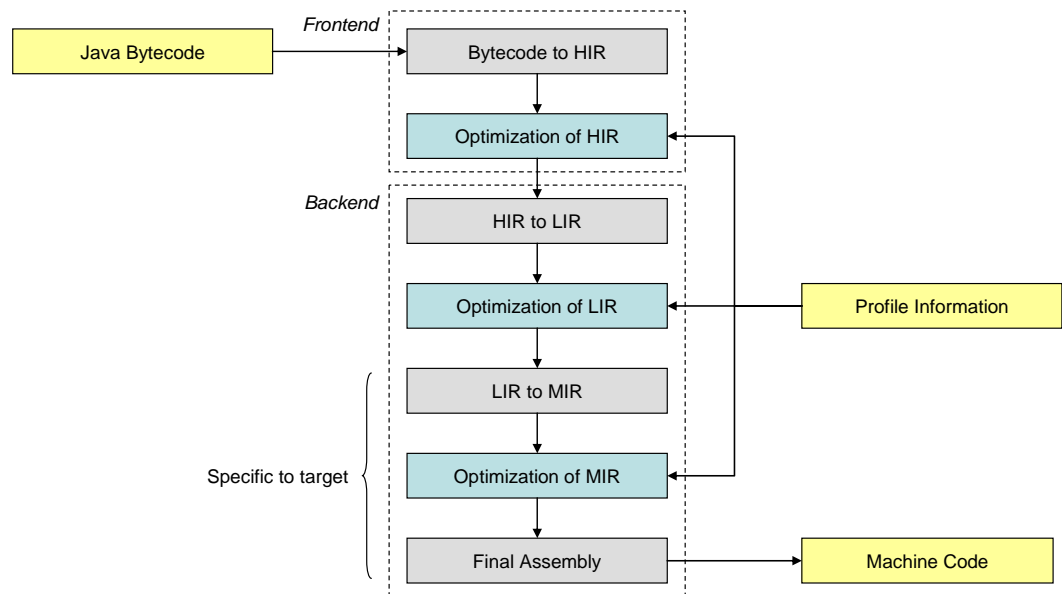 Frontend
Java Bytecode
Bytecode to HIR
Optimization of HIR
Backend
HIR to LIR
Optimization of LIR
Profile Information
LIR to MIR
Specific to target
Optimization of MIR
Final Assembly
Machine Code